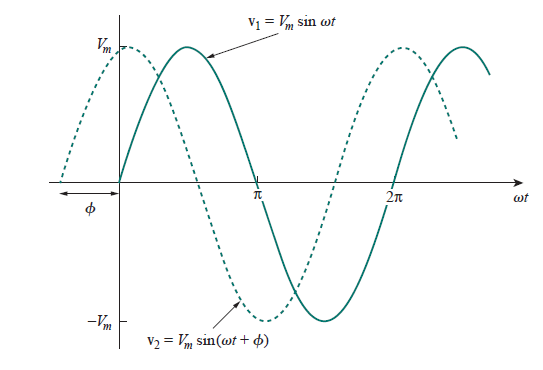 v₁ = Vₘ sin ωt
Vₘ
ϕ
π
2π
ωt
−Vₘ
v₂ = Vₘ sin(ωt + ϕ)